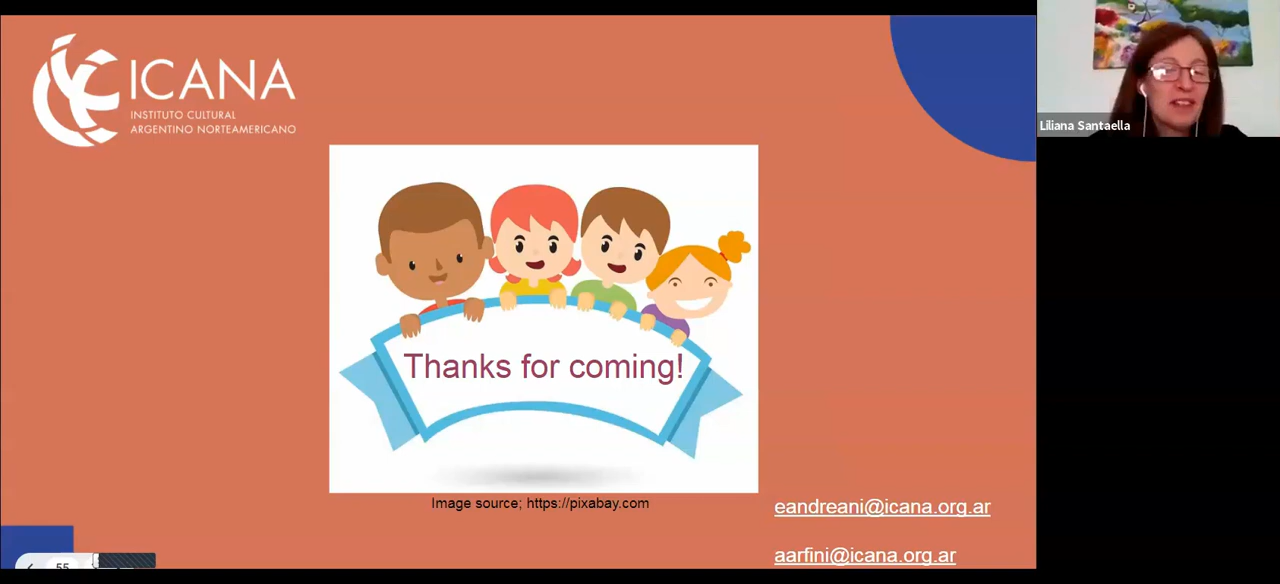 ICANA
INSTITUTO CULTURAL
ARGENTINO NORTEAMERICANO
Liliana Santaella
Thanks for coming!
Image source; https://pixabay.com
eandreani@icana.org.ar
aarfini@icana.org.ar
55